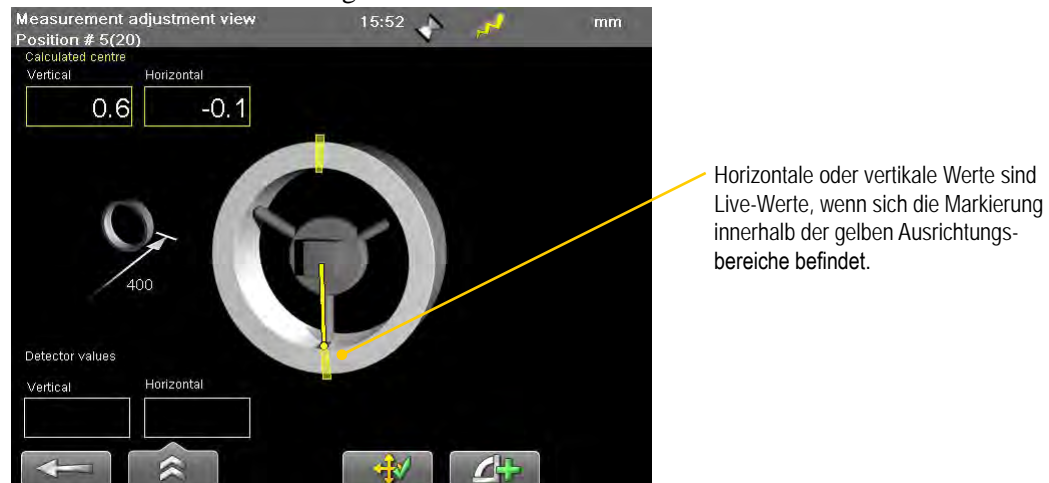 Measurement adjustment view 15:52 mm
Position # 5(20)
Calculated centre
Vertical Horizontal
0.6 -0.1
400
Horizontale oder vertikale Werte sind
Live-Werte, wenn sich die Markierung
innerhalb der gelben Ausrichtungs-
bereiche befindet.
Detector values
Vertical Horizontal